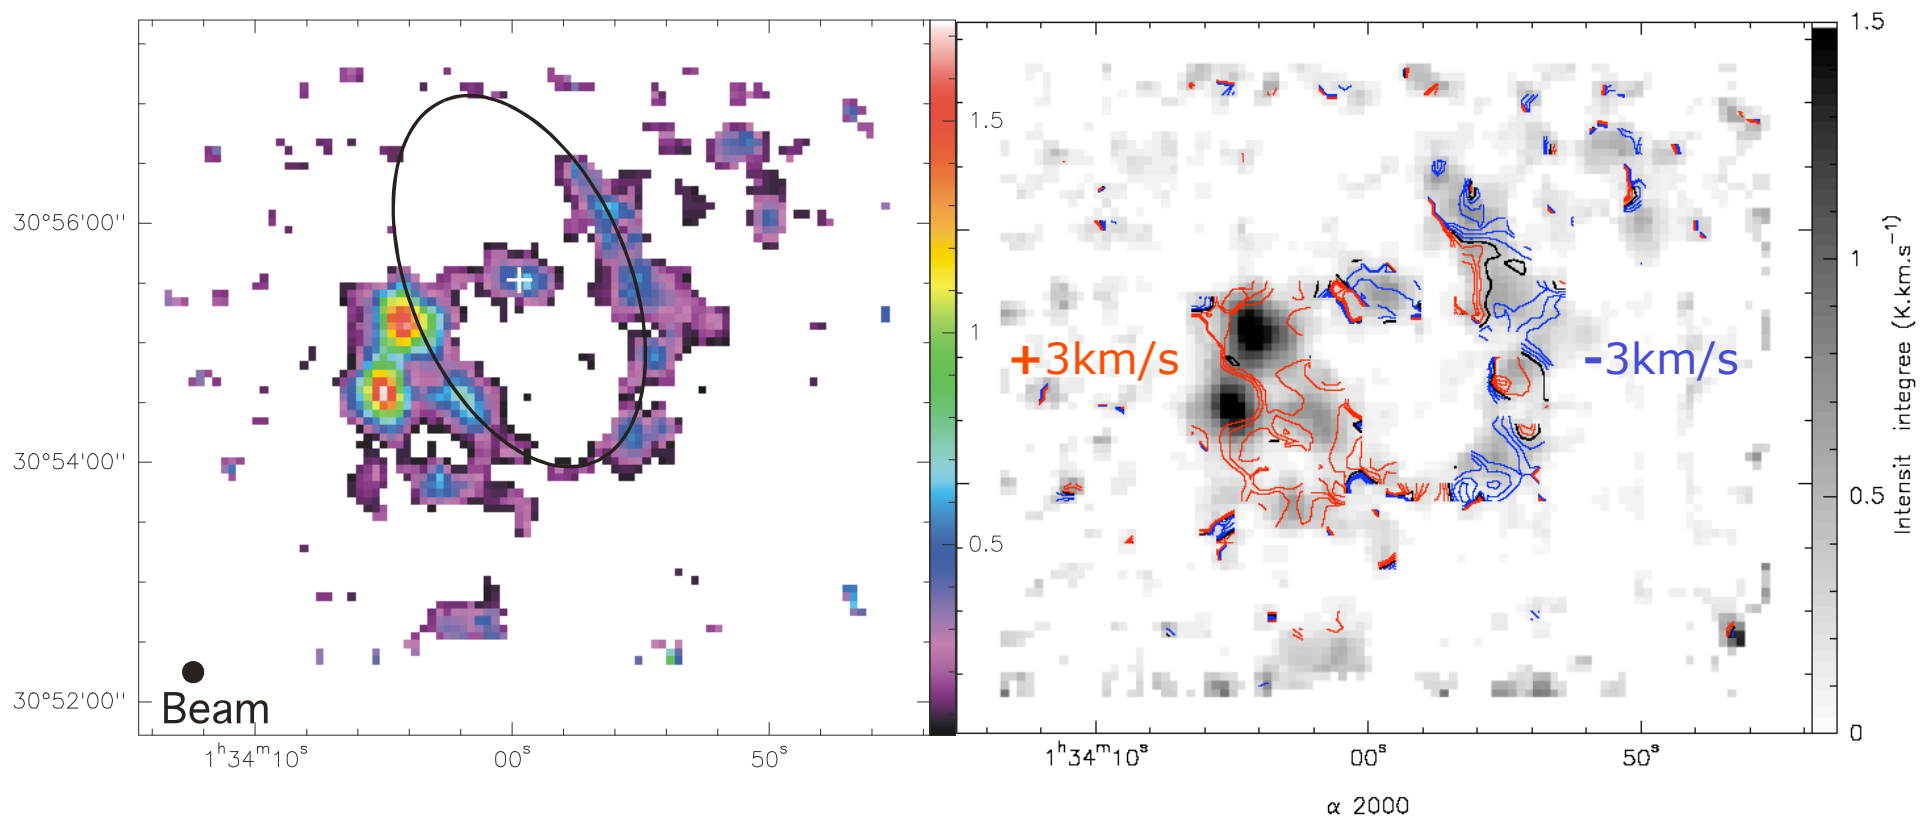 30°56'00''
30°54'00''
30°52'00''
Beam
1ʰ34ᵐ10ˢ
00ˢ
50ˢ
1.5
1
0.5
+3km/s
-3km/s
1ʰ34ᵐ10ˢ
00ˢ
50ˢ
α 2000
1.5
1
0.5
0
Intensit integree (K.km.s⁻¹)